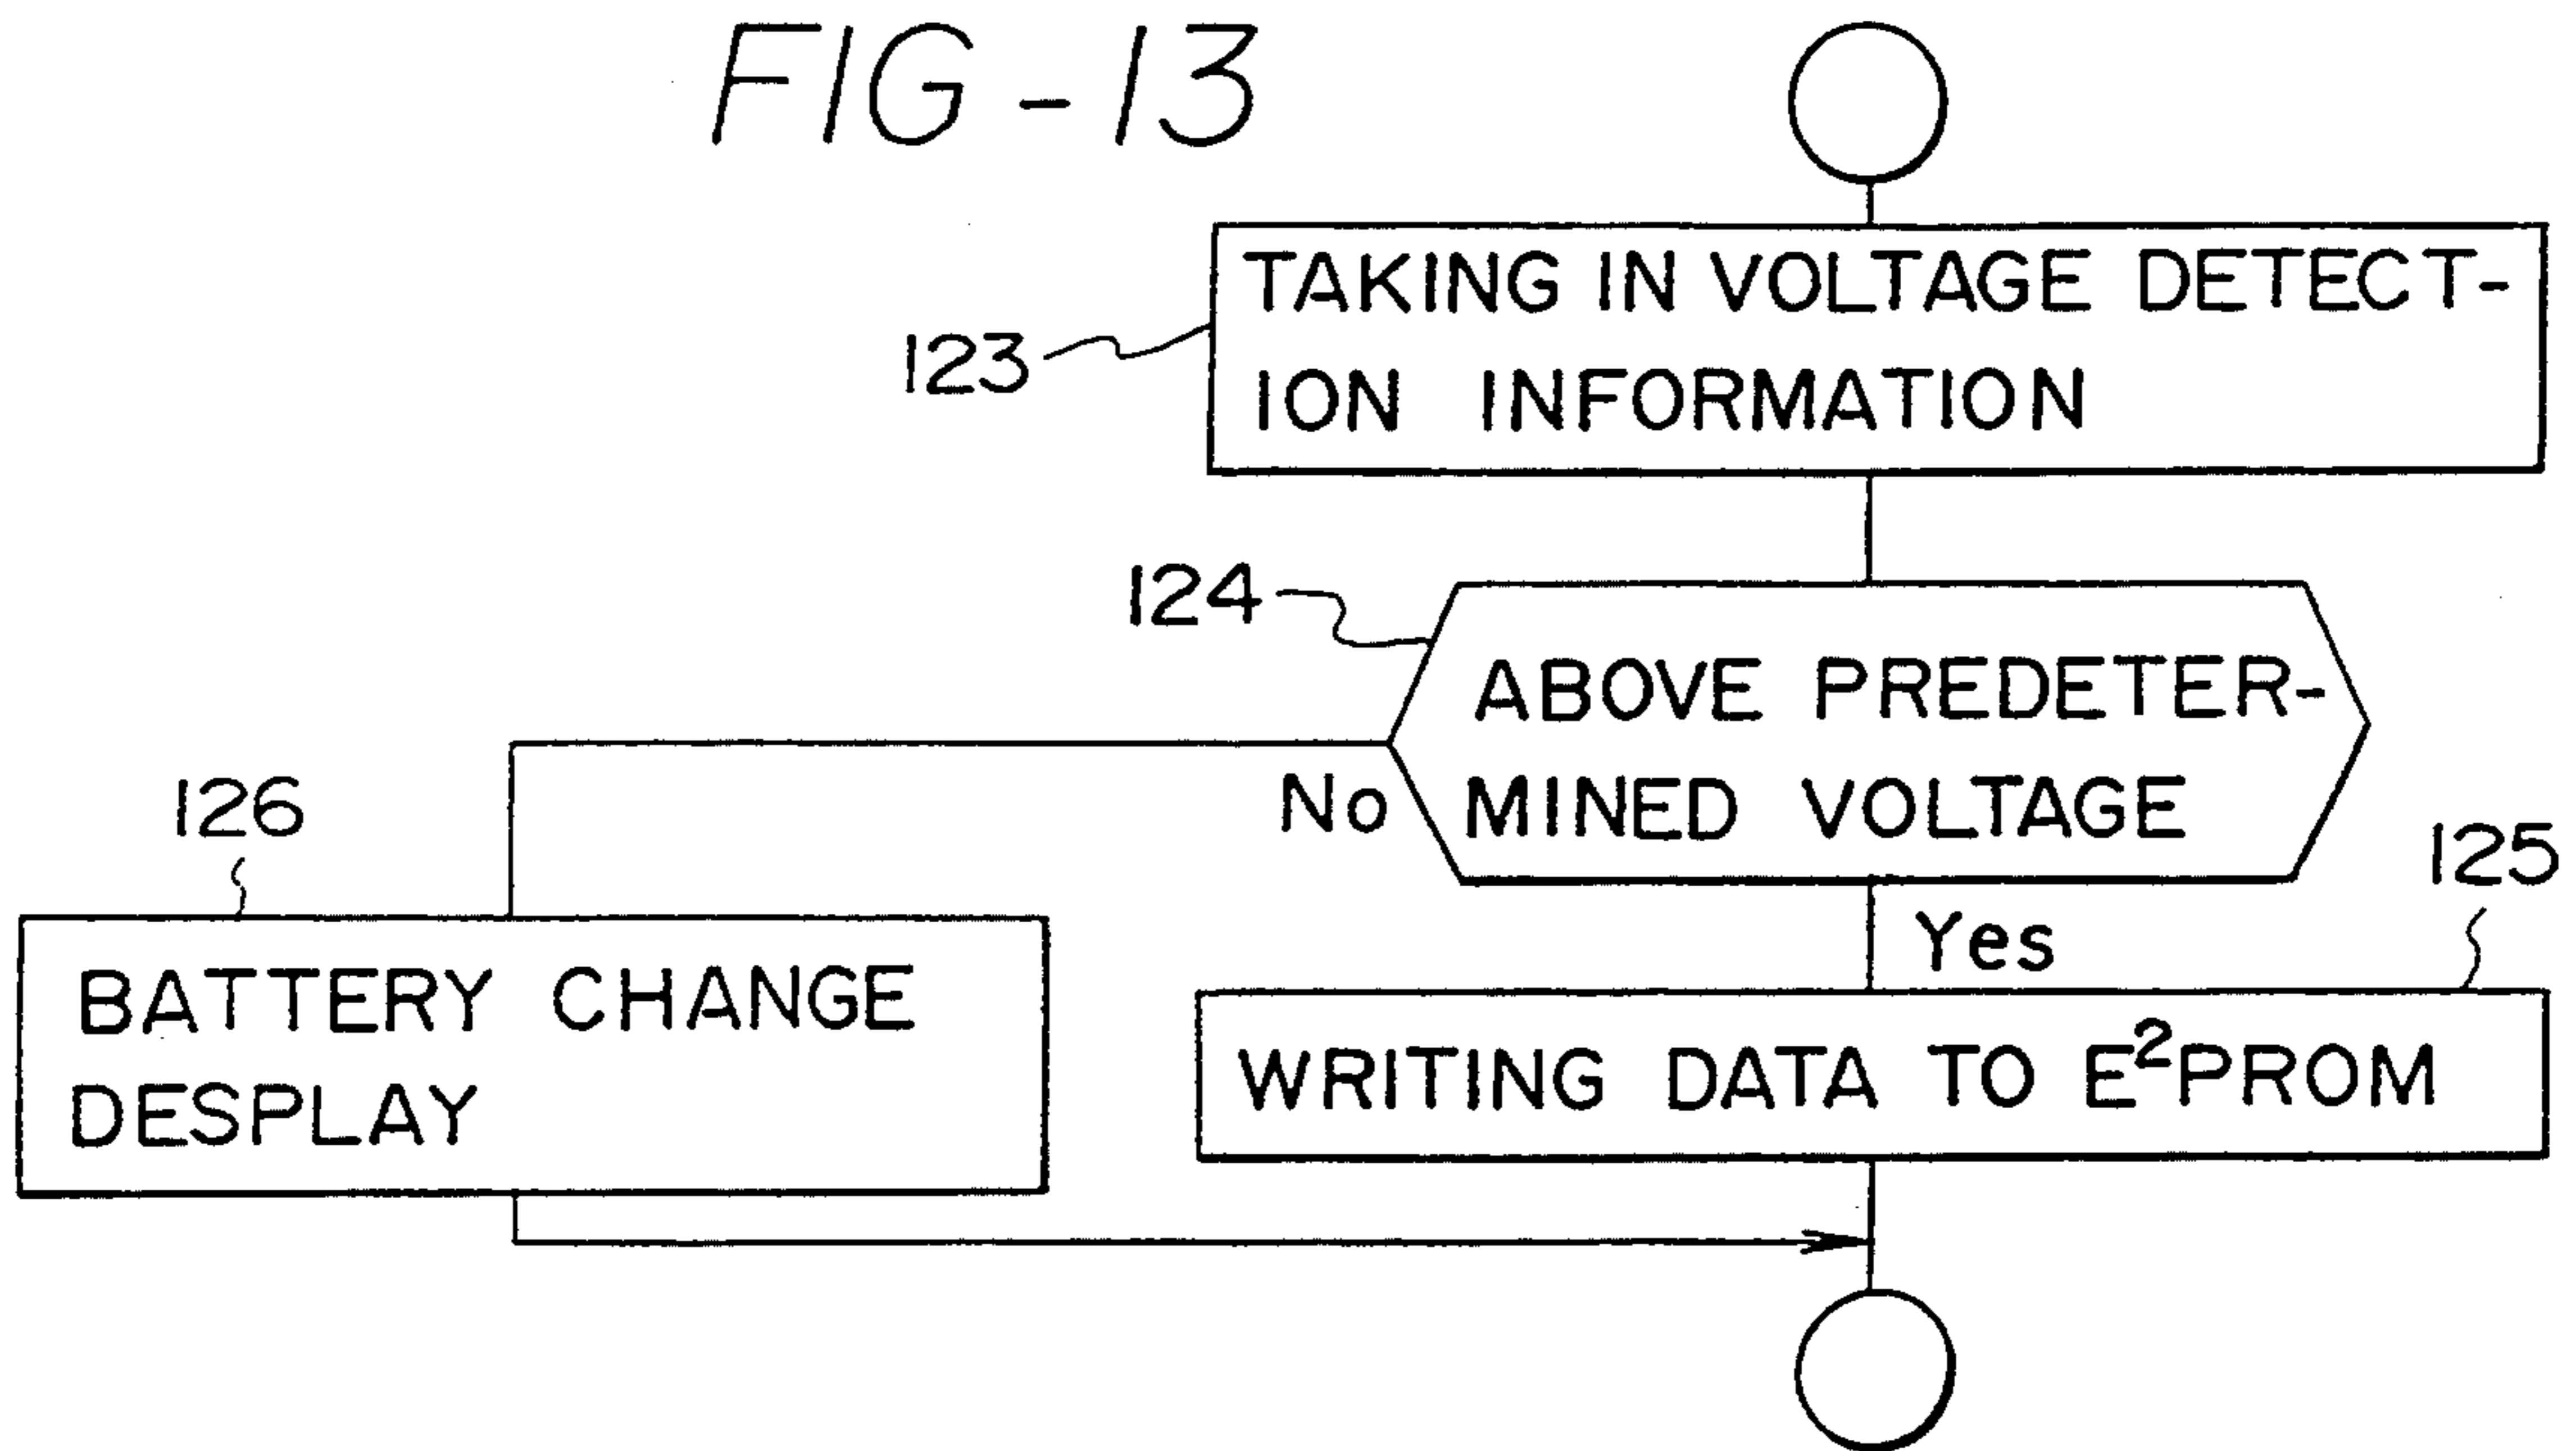 FIG-13
TAKING IN VOLTAGE DETECT-
ION INFORMATION
123
124
ABOVE PREDETER-
MINED VOLTAGE
No
126
125
Yes
BATTERY CHANGE
DESPLAY
WRITING DATA TO E²PROM